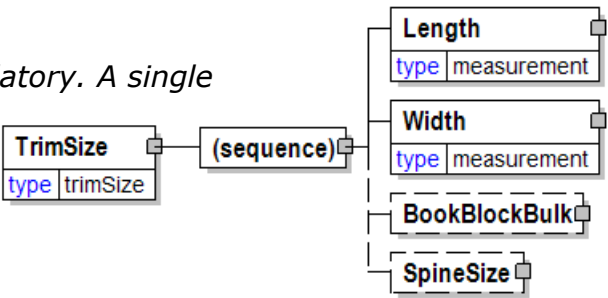 atory. A single
TrimSize
type trimSize
(sequence)
Length
type measurement
Width
type measurement
BookBlockBulk
SpineSize